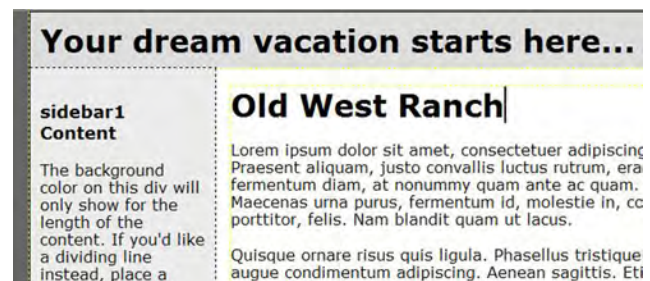 Your dream vacation starts here...
sidebar1
Content
The background
color on this div will
only show for the
length of the
content. If you'd like
a dividing line
instead, place a
Old West Ranch
Lorem ipsum dolor sit amet, consectetuer adipiscing
Praesent aliquam, justo convallis luctus rutrum, era
fermentum diam, at nonummy quam ante ac quam.
Maecenas urna purus, fermentum id, molestie in, co
porttitor, felis. Nam blandit quam ut lacus.
Quisque ornare risus quis ligula. Phasellus tristique
augue condimentum adipiscing. Aenean sagittis. Eti